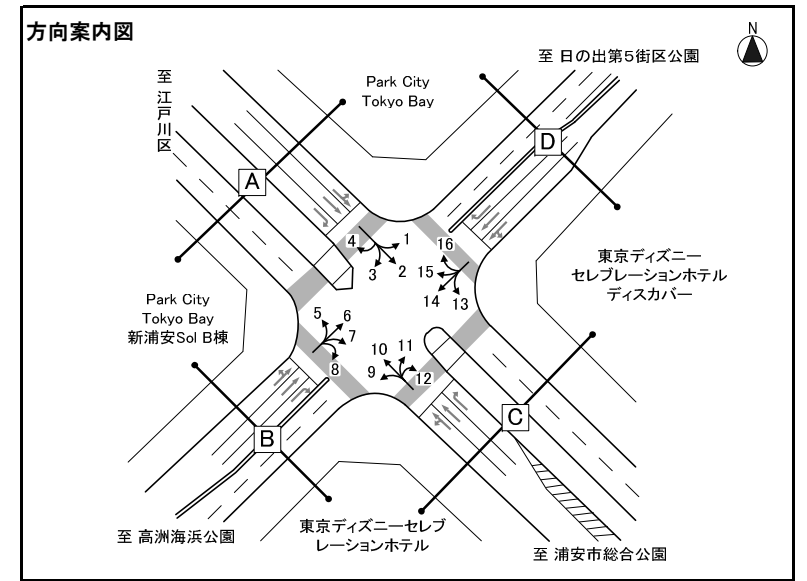 方向案内図
N
至 日の出第5街区公園
至 江戸川区
Park City
Tokyo Bay
A
D
4
1
3
2
16
15
14
13
東京ディズニー
セレブレーションホテル
ディスカバー
Park City
Tokyo Bay
新浦安Sol B棟
5
6
7
8
10
11
9
12
B
C
至 高洲海浜公園
東京ディズニーセレブ
レーションホテル
至 浦安市総合公園